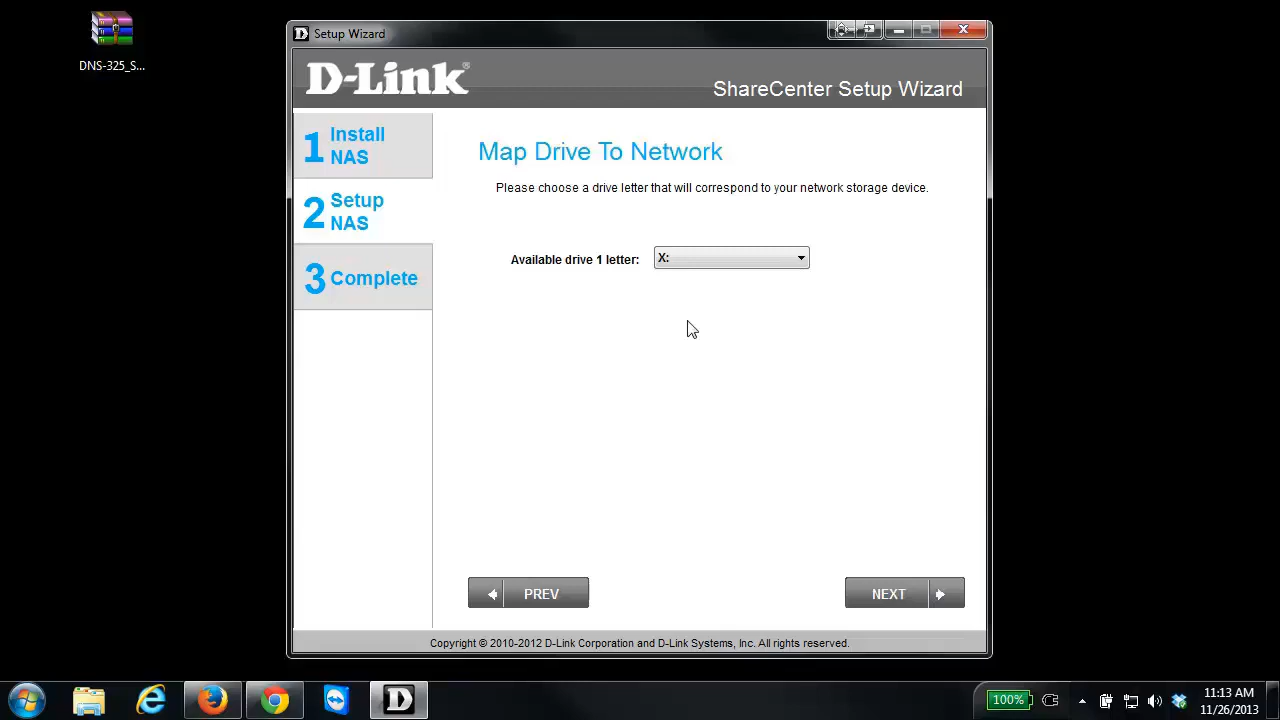 DNS-325_S...
Setup Wizard
D-Link®
ShareCenter Setup Wizard
1 Install
NAS
2 Setup
NAS
3 Complete
Map Drive To Network
Please choose a drive letter that will correspond to your network storage device.
Available drive 1 letter: X:
PREV
NEXT
Copyright © 2010-2012 D-Link Corporation and D-Link Systems, Inc. All rights reserved.
100%
11:13 AM
11/26/2013